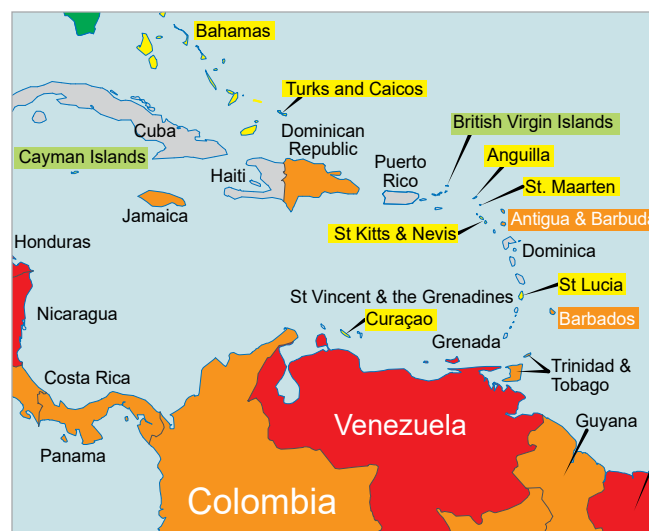 Bahamas
Turks and Caicos
British Virgin Islands
Cuba
Dominican
Republic
Cayman Islands
Anguilla
Puerto
Rico
Haiti
St. Maarten
Jamaica
Antigua & Barbuda
St Kitts & Nevis
Honduras
Dominica
St Lucia
St Vincent & the Grenadines
Nicaragua
Curaçao
Barbados
Grenada
Trinidad &
Tobago
Costa Rica
Guyana
Venezuela
Panama
Colombia